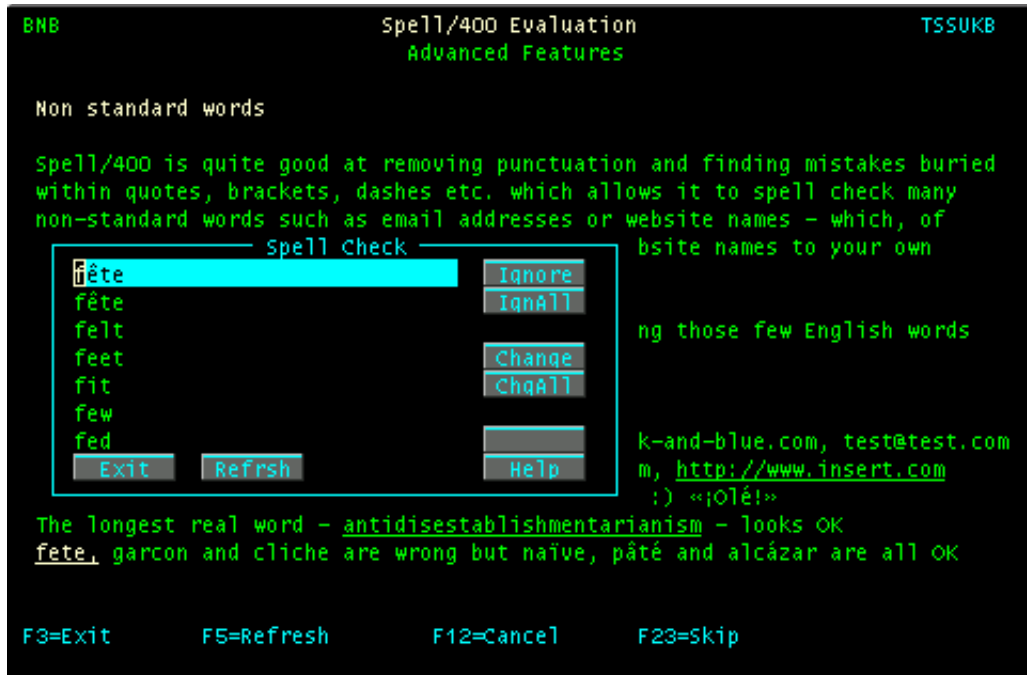 BNB Spell/400 Evaluation TSSUKB
Advanced Features
Non standard words
Spell/400 is quite good at removing punctuation and finding mistakes buried
within quotes, brackets, dashes etc. which allows it to spell check many
non-standard words such as email addresses or website names - which, of
Spell Check bsite names to your own
fête Ignore
fête IgnAll
felt ng those few English words
feet Change
fit ChgAll
few
fed k-and-blue.com, test@test.com
Exit Refrsh Help m, http://www.insert.com
:) «¡Olé!»
The longest real word - antidisestablishmentarianism - looks OK
fete, garcon and cliche are wrong but naïve, pâté and alcázar are all OK
F3=Exit F5=Refresh F12=Cancel F23=Skip